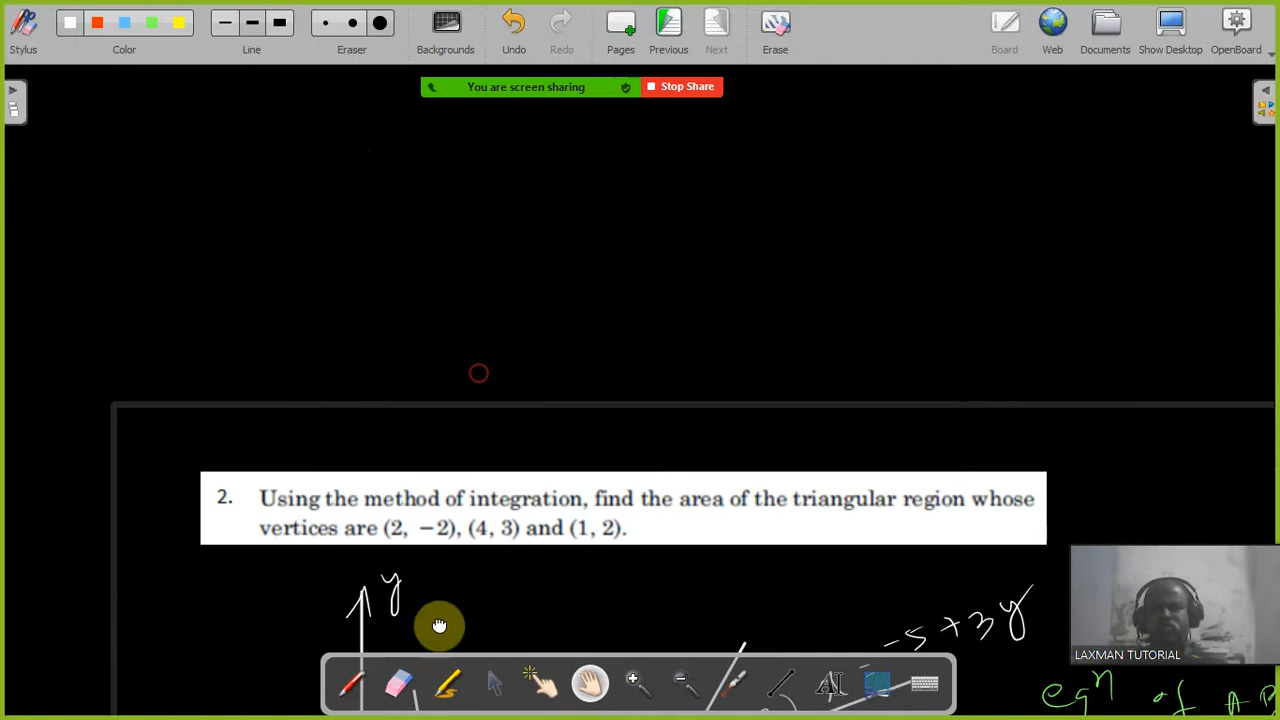 Stylus
Color
Line
Eraser
Backgrounds
Undo
Redo
Pages
Previous
Next
Erase
Board
Web
Documents
Show Desktop
OpenBoard
You are screen sharing
Stop Share
2. Using the method of integration, find the area of the triangular region whose
vertices are (2, −2), (4, 3) and (1, 2).
y
-5 + 3y
LAXMAN TUTORIAL
eqⁿ of AB